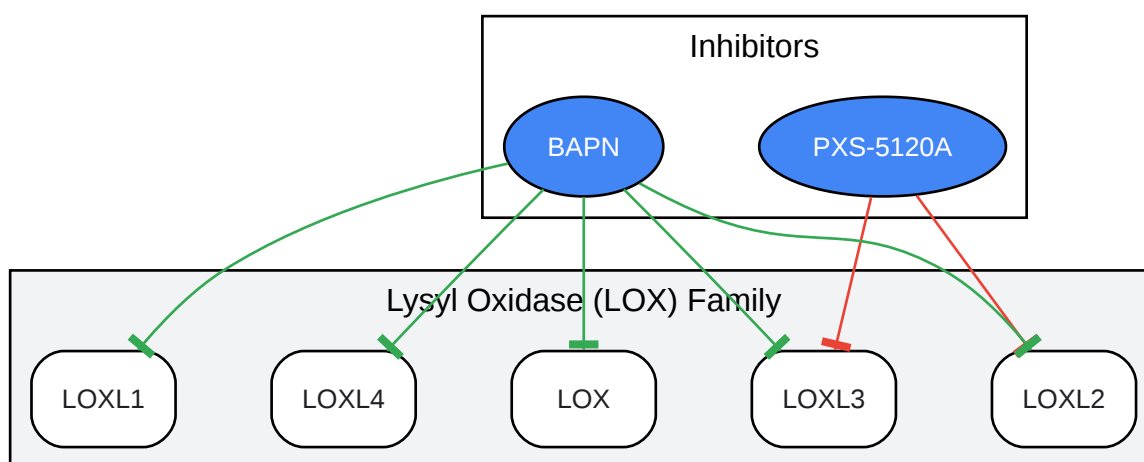 Inhibitors
BAPN
PXS-5120A
Lysyl Oxidase (LOX) Family
LOXL1
LOXL4
LOX
LOXL3
LOXL2